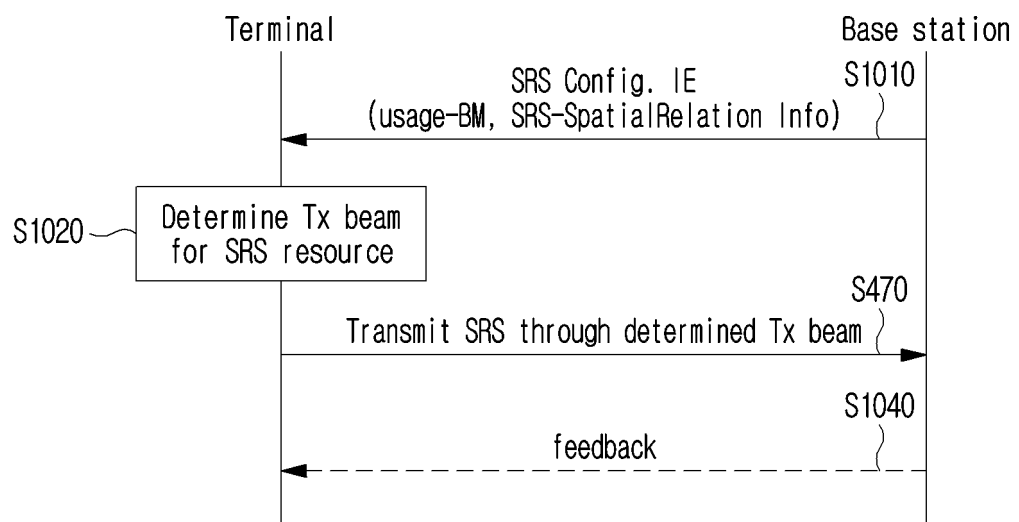 Terminal
Base station
S1010
SRS Config. IE
(usage-BM, SRS-SpatialRelation Info)
S1020
Determine Tx beam
for SRS resource
S470
Transmit SRS through determined Tx beam
S1040
feedback